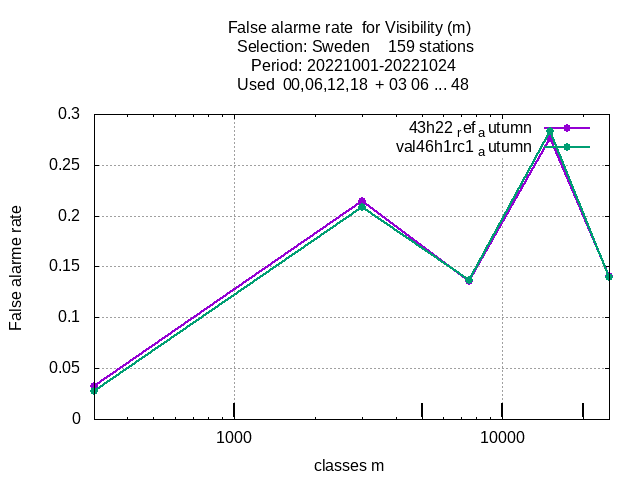 False alarme rate  for Visibility (m)
Selection: Sweden    159 stations
Period: 20221001-20221024
Used  00,06,12,18  + 03 06 ... 48
43h22 ref a utumn
val46h1rc1 a utumn
0.3
0.25
0.2
0.15
0.1
0.05
0
False alarme rate
1000
10000
classes m